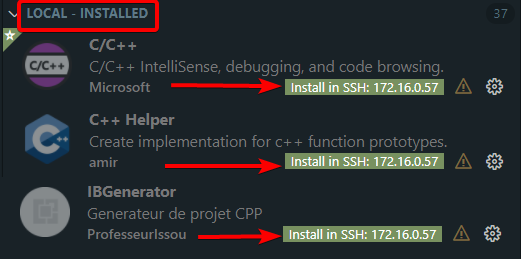 LOCAL - INSTALLED 37
C/C++
C/C++ IntelliSense, debugging, and code browsing.
Microsoft Install in SSH: 172.16.0.57
C++ Helper
Create implementation for c++ function prototypes.
amir Install in SSH: 172.16.0.57
IBGenerator
Generateur de projet CPP
ProfesseurIssou Install in SSH: 172.16.0.57
C/C++
C++